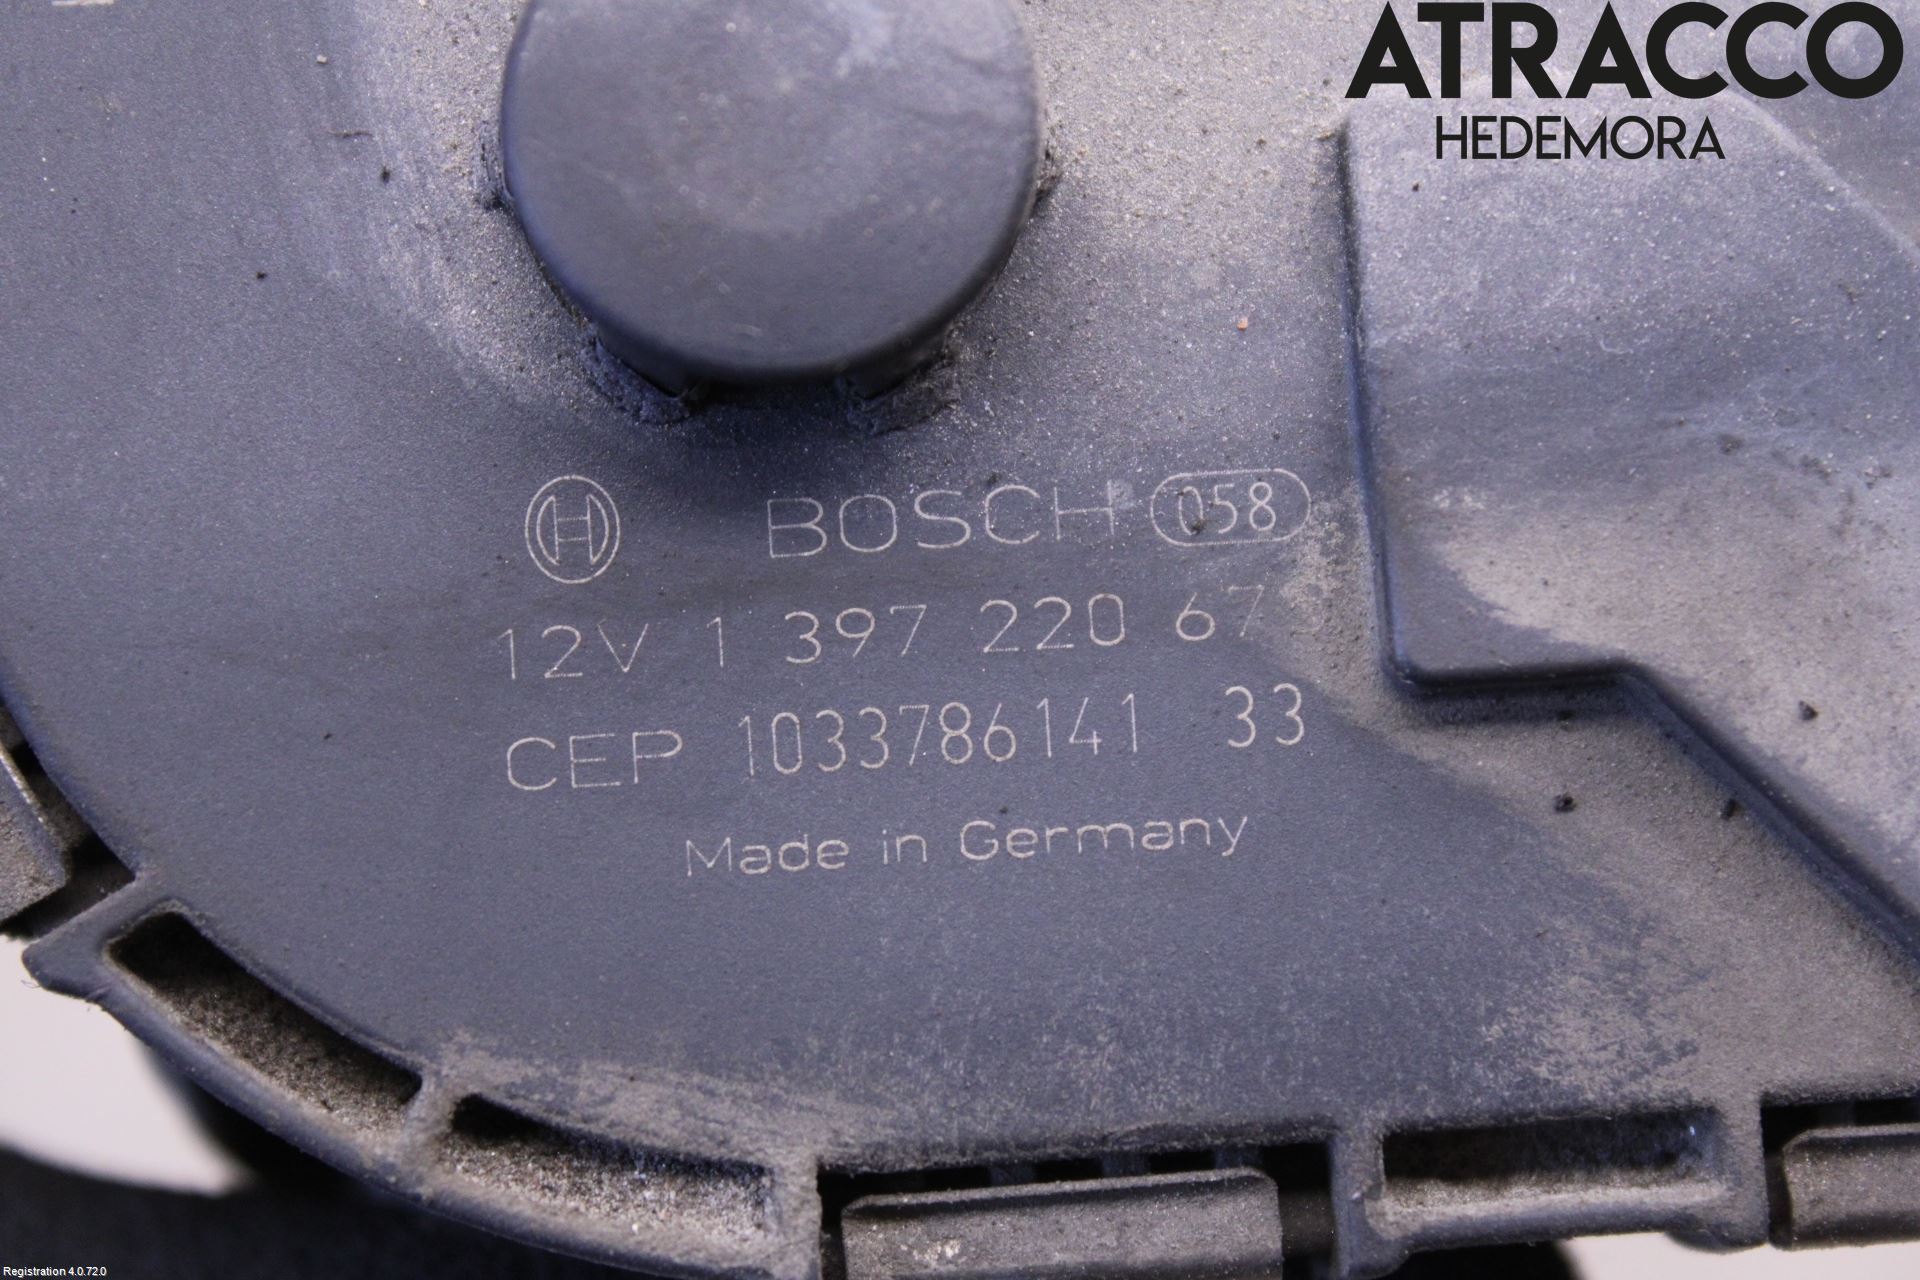 ATRACCO
HEDEMORA
BOSCH 058
12V 1 397 220
CEP 1033786141 33
Made in Germany
Registration 4.0.72.0